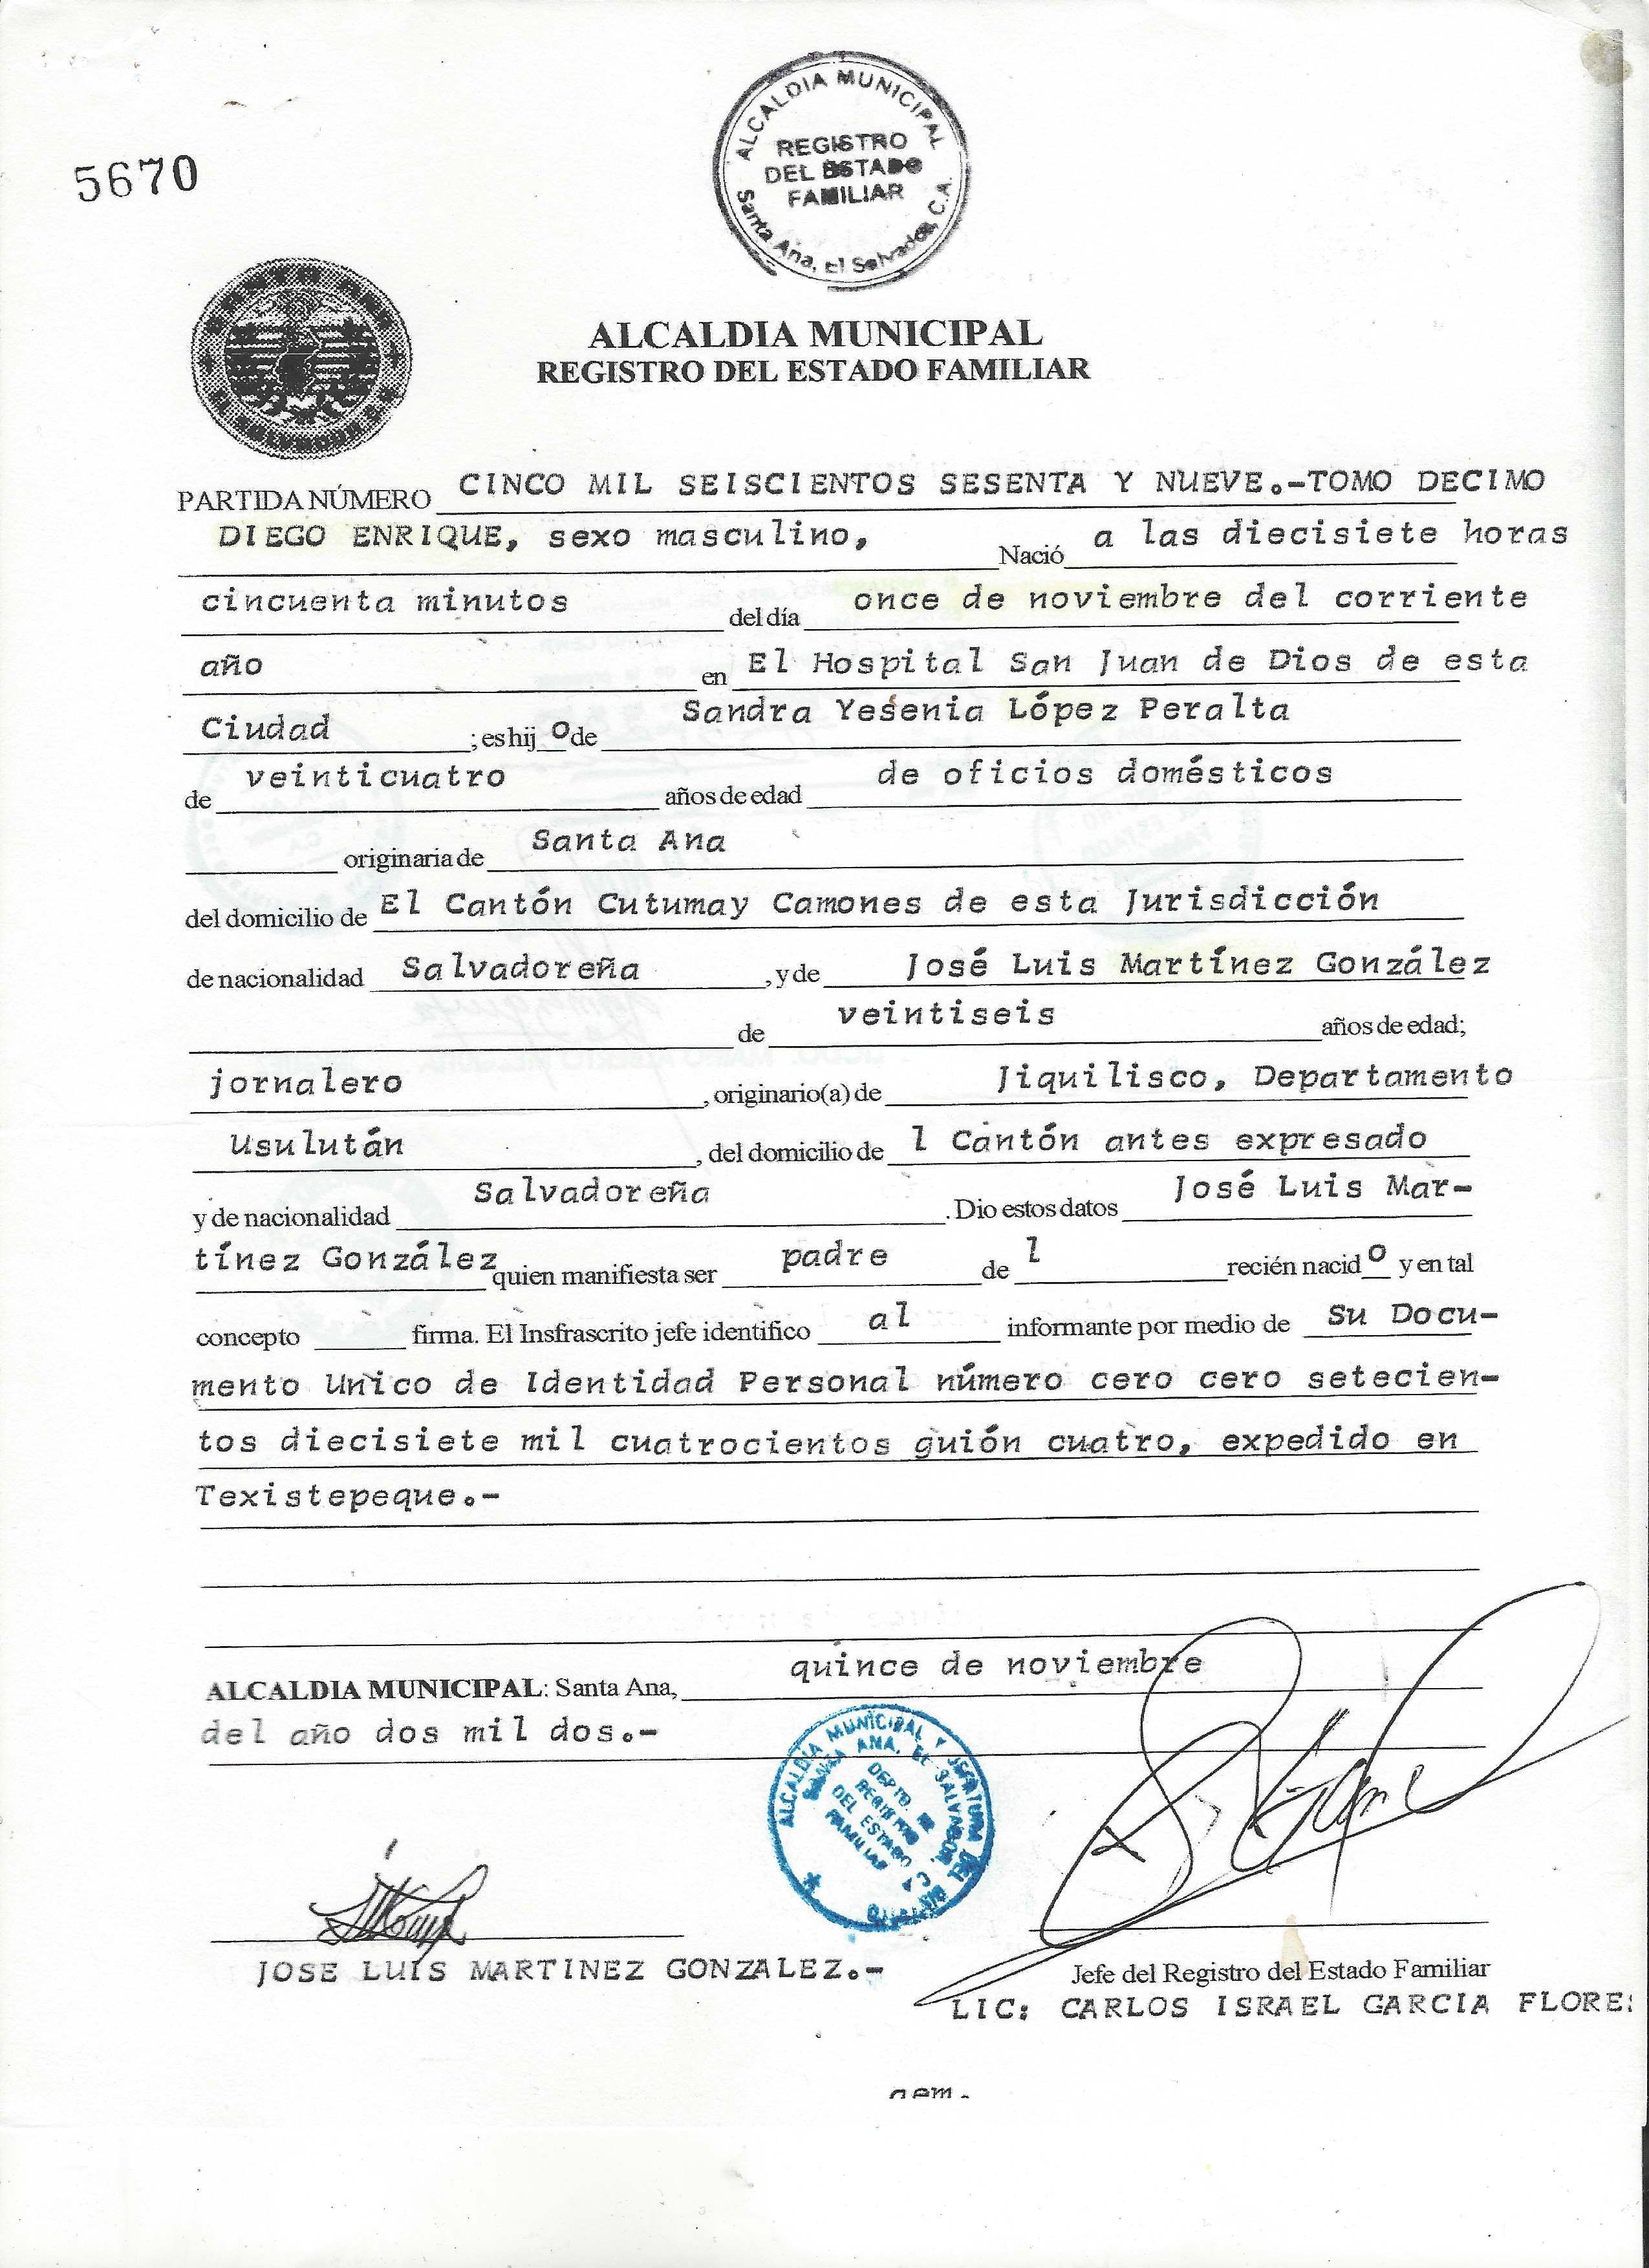 ALCALDIA MUNICIPAL
REGISTRO
DEL ESTADO
FAMILIAR
Santa Ana, El Salvador, C.A.
5670
ALCALDIA MUNICIPAL
REGISTRO DEL ESTADO FAMILIAR
PARTIDA NÚMERO CINCO MIL SEISCIENTOS SESENTA Y NUEVE.-TOMO DECIMO
DIEGO ENRIQUE, sexo masculino, Nació a las diecisiete horas
cincuenta minutos del día once de noviembre del corriente
año en El Hospital San Juan de Dios de esta
Ciudad ; es hij o de Sandra Yesenia López Peralta
de veinticuatro años de edad de oficios domésticos
originaria de Santa Ana
del domicilio de El Cantón Cutumay Camones de esta Jurisdicción
de nacionalidad Salvadoreña , y de José Luis Martínez González
de veintiseis años de edad;
jornalero , originario(a) de Jiquilisco, Departamento
Usulután , del domicilio de l Cantón antes expresado
y de nacionalidad Salvadoreña . Dio estos datos José Luis Mar-
tínez González quien manifiesta ser padre de l recién nacid o y en tal
concepto firma. El Insfrascrito jefe identifico al informante por medio de Su Docu-
mento Unico de Identidad Personal número cero cero setecien-
tos diecisiete mil cuatrocientos guión cuatro, expedido en
Texistepeque.-
ALCALDIA MUNICIPAL: Santa Ana, quince de noviembre
del año dos mil dos.-
ALCALDIA MUNICIPAL Y JEFATURA DEL DISTRITO
SANTA ANA, EL SALVADOR, C A
DEPTO. DE
REGISTRO
DEL ESTADO
FAMILIAR
JOSE LUIS MARTINEZ GONZALEZ.-
Jefe del Registro del Estado Familiar
LIC: CARLOS ISRAEL GARCIA FLORES